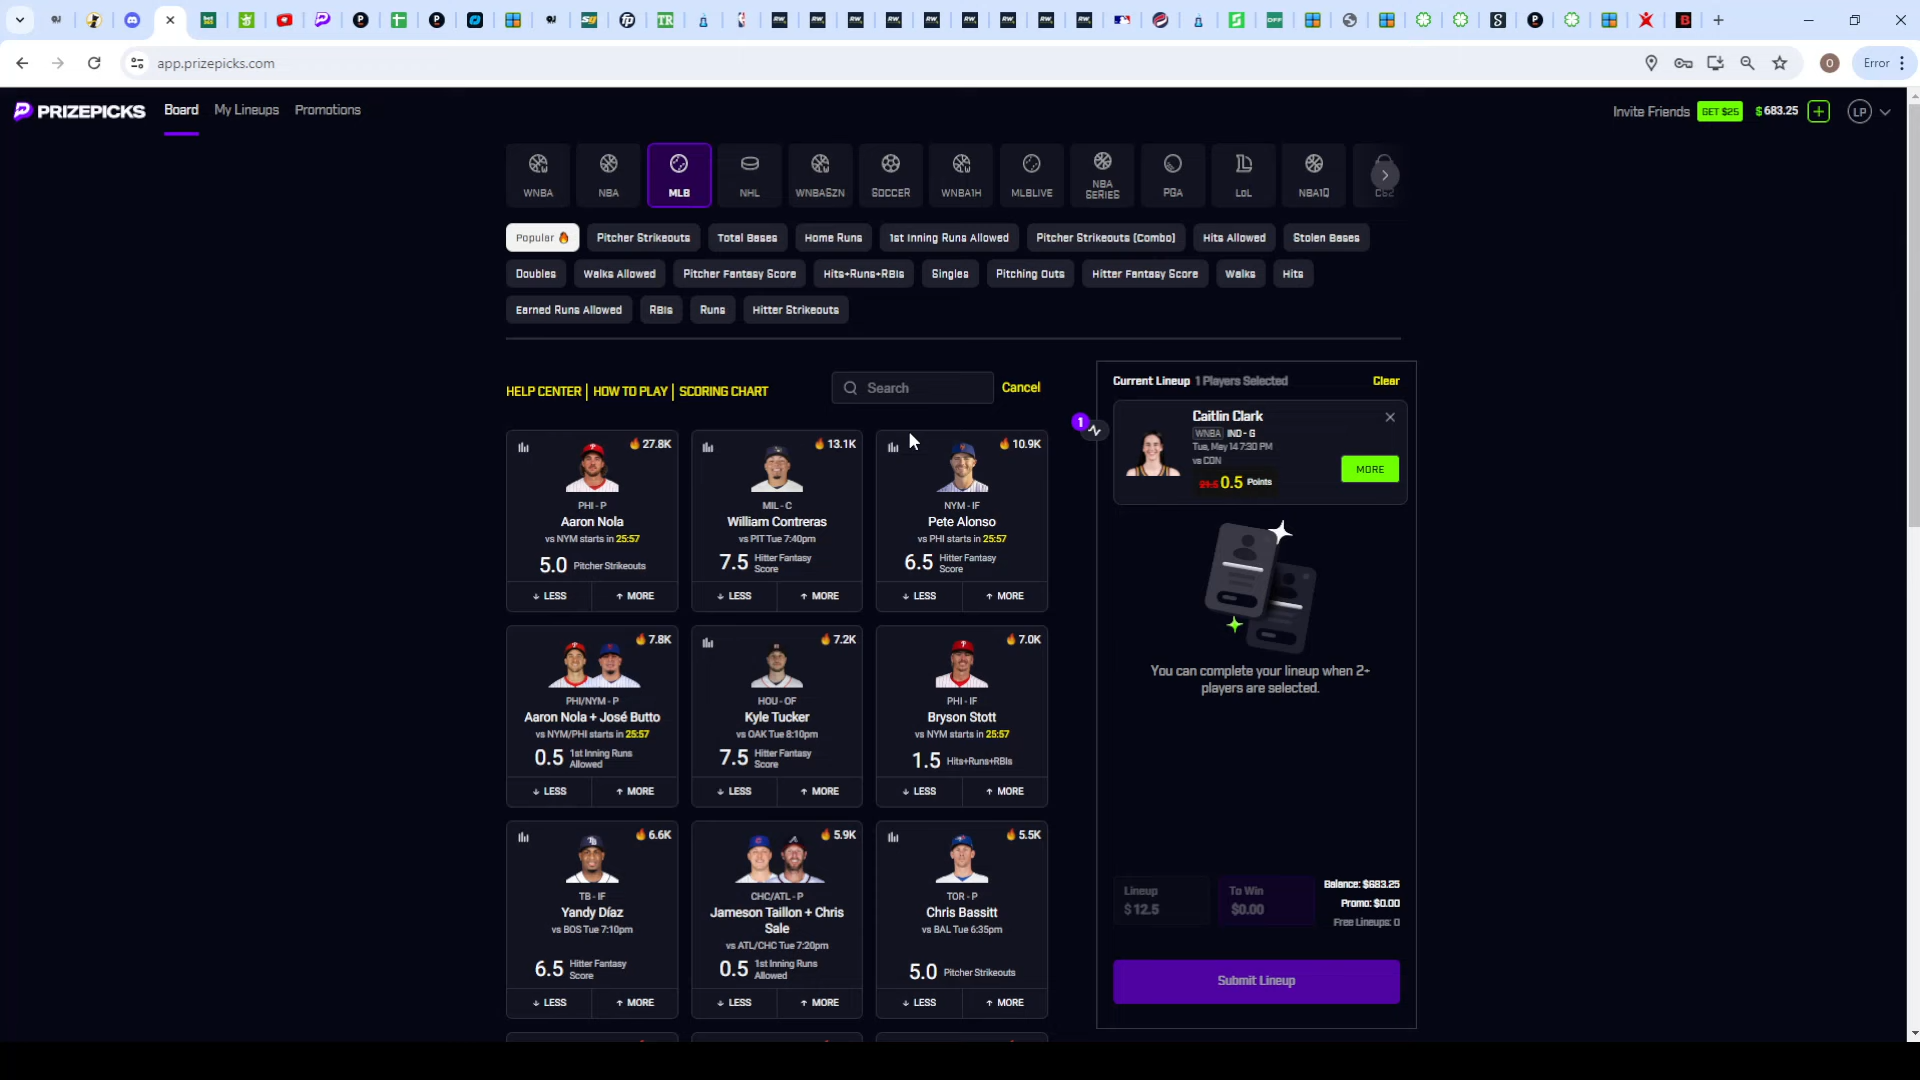 app.prizepicks.com
Error
PRIZEPICKS
Board
My Lineups
Promotions
Invite Friends
GET $25
$ 683.25
LP
WNBA
NBA
MLB
NHL
WNBASZN
SOCCER
WNBA1H
MLBLIVE
NBA SERIES
PGA
LoL
NBA1Q
CS2
Popular
Pitcher Strikeouts
Total Bases
Home Runs
1st Inning Runs Allowed
Pitcher Strikeouts (Combo)
Hits Allowed
Stolen Bases
Doubles
Walks Allowed
Pitcher Fantasy Score
Hits+Runs+RBIs
Singles
Pitching Outs
Hitter Fantasy Score
Walks
Hits
Earned Runs Allowed
RBIs
Runs
Hitter Strikeouts
HELP CENTER | HOW TO PLAY | SCORING CHART
Search
Cancel
27.8K
PHI - P
Aaron Nola
vs NYM starts in 25:57
5.0 Pitcher Strikeouts
LESS
MORE
13.1K
MIL - C
William Contreras
vs PIT Tue 7:40pm
7.5 Hitter Fantasy Score
LESS
MORE
10.9K
NYM - IF
Pete Alonso
vs PHI starts in 25:57
6.5 Hitter Fantasy Score
LESS
MORE
7.8K
PHI/NYM - P
Aaron Nola + José Butto
vs NYM/PHI starts in 25:57
0.5 1st Inning Runs Allowed
LESS
MORE
7.2K
HOU - OF
Kyle Tucker
vs OAK Tue 8:10pm
7.5 Hitter Fantasy Score
LESS
MORE
7.0K
PHI - IF
Bryson Stott
vs NYM starts in 25:57
1.5 Hits+Runs+RBIs
LESS
MORE
6.6K
TB - IF
Yandy Díaz
vs BOS Tue 7:10pm
6.5 Hitter Fantasy Score
LESS
MORE
5.9K
CHC/ATL - P
Jameson Taillon + Chris Sale
vs ATL/CHC Tue 7:20pm
0.5 1st Inning Runs Allowed
LESS
MORE
5.5K
TOR - P
Chris Bassitt
vs BAL Tue 6:35pm
5.0 Pitcher Strikeouts
LESS
MORE
1
Current Lineup 1 Players Selected
Clear
Caitlin Clark
WNBA IND - G
Tue, May 14 7:30 PM
vs CON
21.5 0.5 Points
MORE
You can complete your lineup when 2+
players are selected.
Lineup
$ 12.5
To Win
$0.00
Balance: $683.25
Promo: $0.00
Free Lineups: 0
Submit Lineup